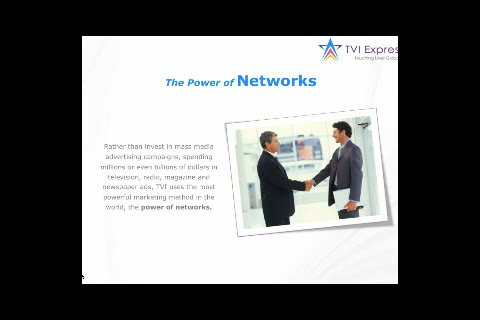 TVI Expres
Touching Lives Globa
The Power of Networks
Rather than invest in mass media
advertising campaigns, spending
millions or even billions of dollars in
television, radio, magazine and
newspaper ads, TVI uses the most
powerful marketing method in the
world, the power of networks.